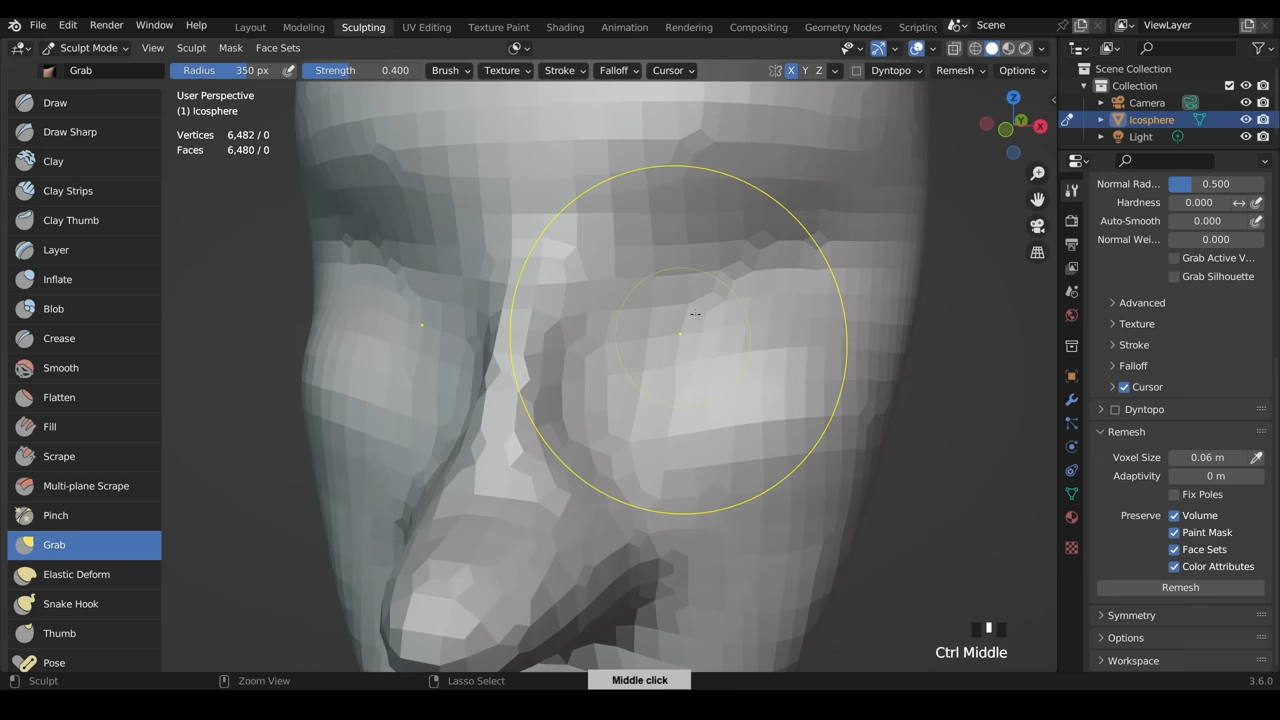 File Edit Render Window Help Layout Modeling Sculpting UV Editing Texture Paint Shading Animation Rendering Compositing Geometry Nodes Scripting Scene ViewLayer
Sculpt Mode View Sculpt Mask Face Sets
Grab Radius 350 px Strength 0.400 Brush Texture Stroke Falloff Cursor X Y Z Dyntopo Remesh Options
Draw
Draw Sharp
Clay
Clay Strips
Clay Thumb
Layer
Inflate
Blob
Crease
Smooth
Flatten
Fill
Scrape
Multi-plane Scrape
Pinch
Grab
Elastic Deform
Snake Hook
Thumb
Pose
User Perspective
(1) Icosphere
Vertices 6,482 / 0
Faces 6,480 / 0
Z
Y
X
Ctrl Middle
Scene Collection
Collection
Camera
Icosphere
Light
Normal Rad... 0.500
Hardness 0.000
Auto-Smooth 0.000
Normal Wei... 0.000
Grab Active V...
Grab Silhouette
Advanced
Texture
Stroke
Falloff
Cursor
Dyntopo
Remesh
Voxel Size 0.06 m
Adaptivity 0 m
Fix Poles
Preserve Volume
Paint Mask
Face Sets
Color Attributes
Remesh
Symmetry
Options
Workspace
Sculpt Zoom View Lasso Select Middle click 3.6.0